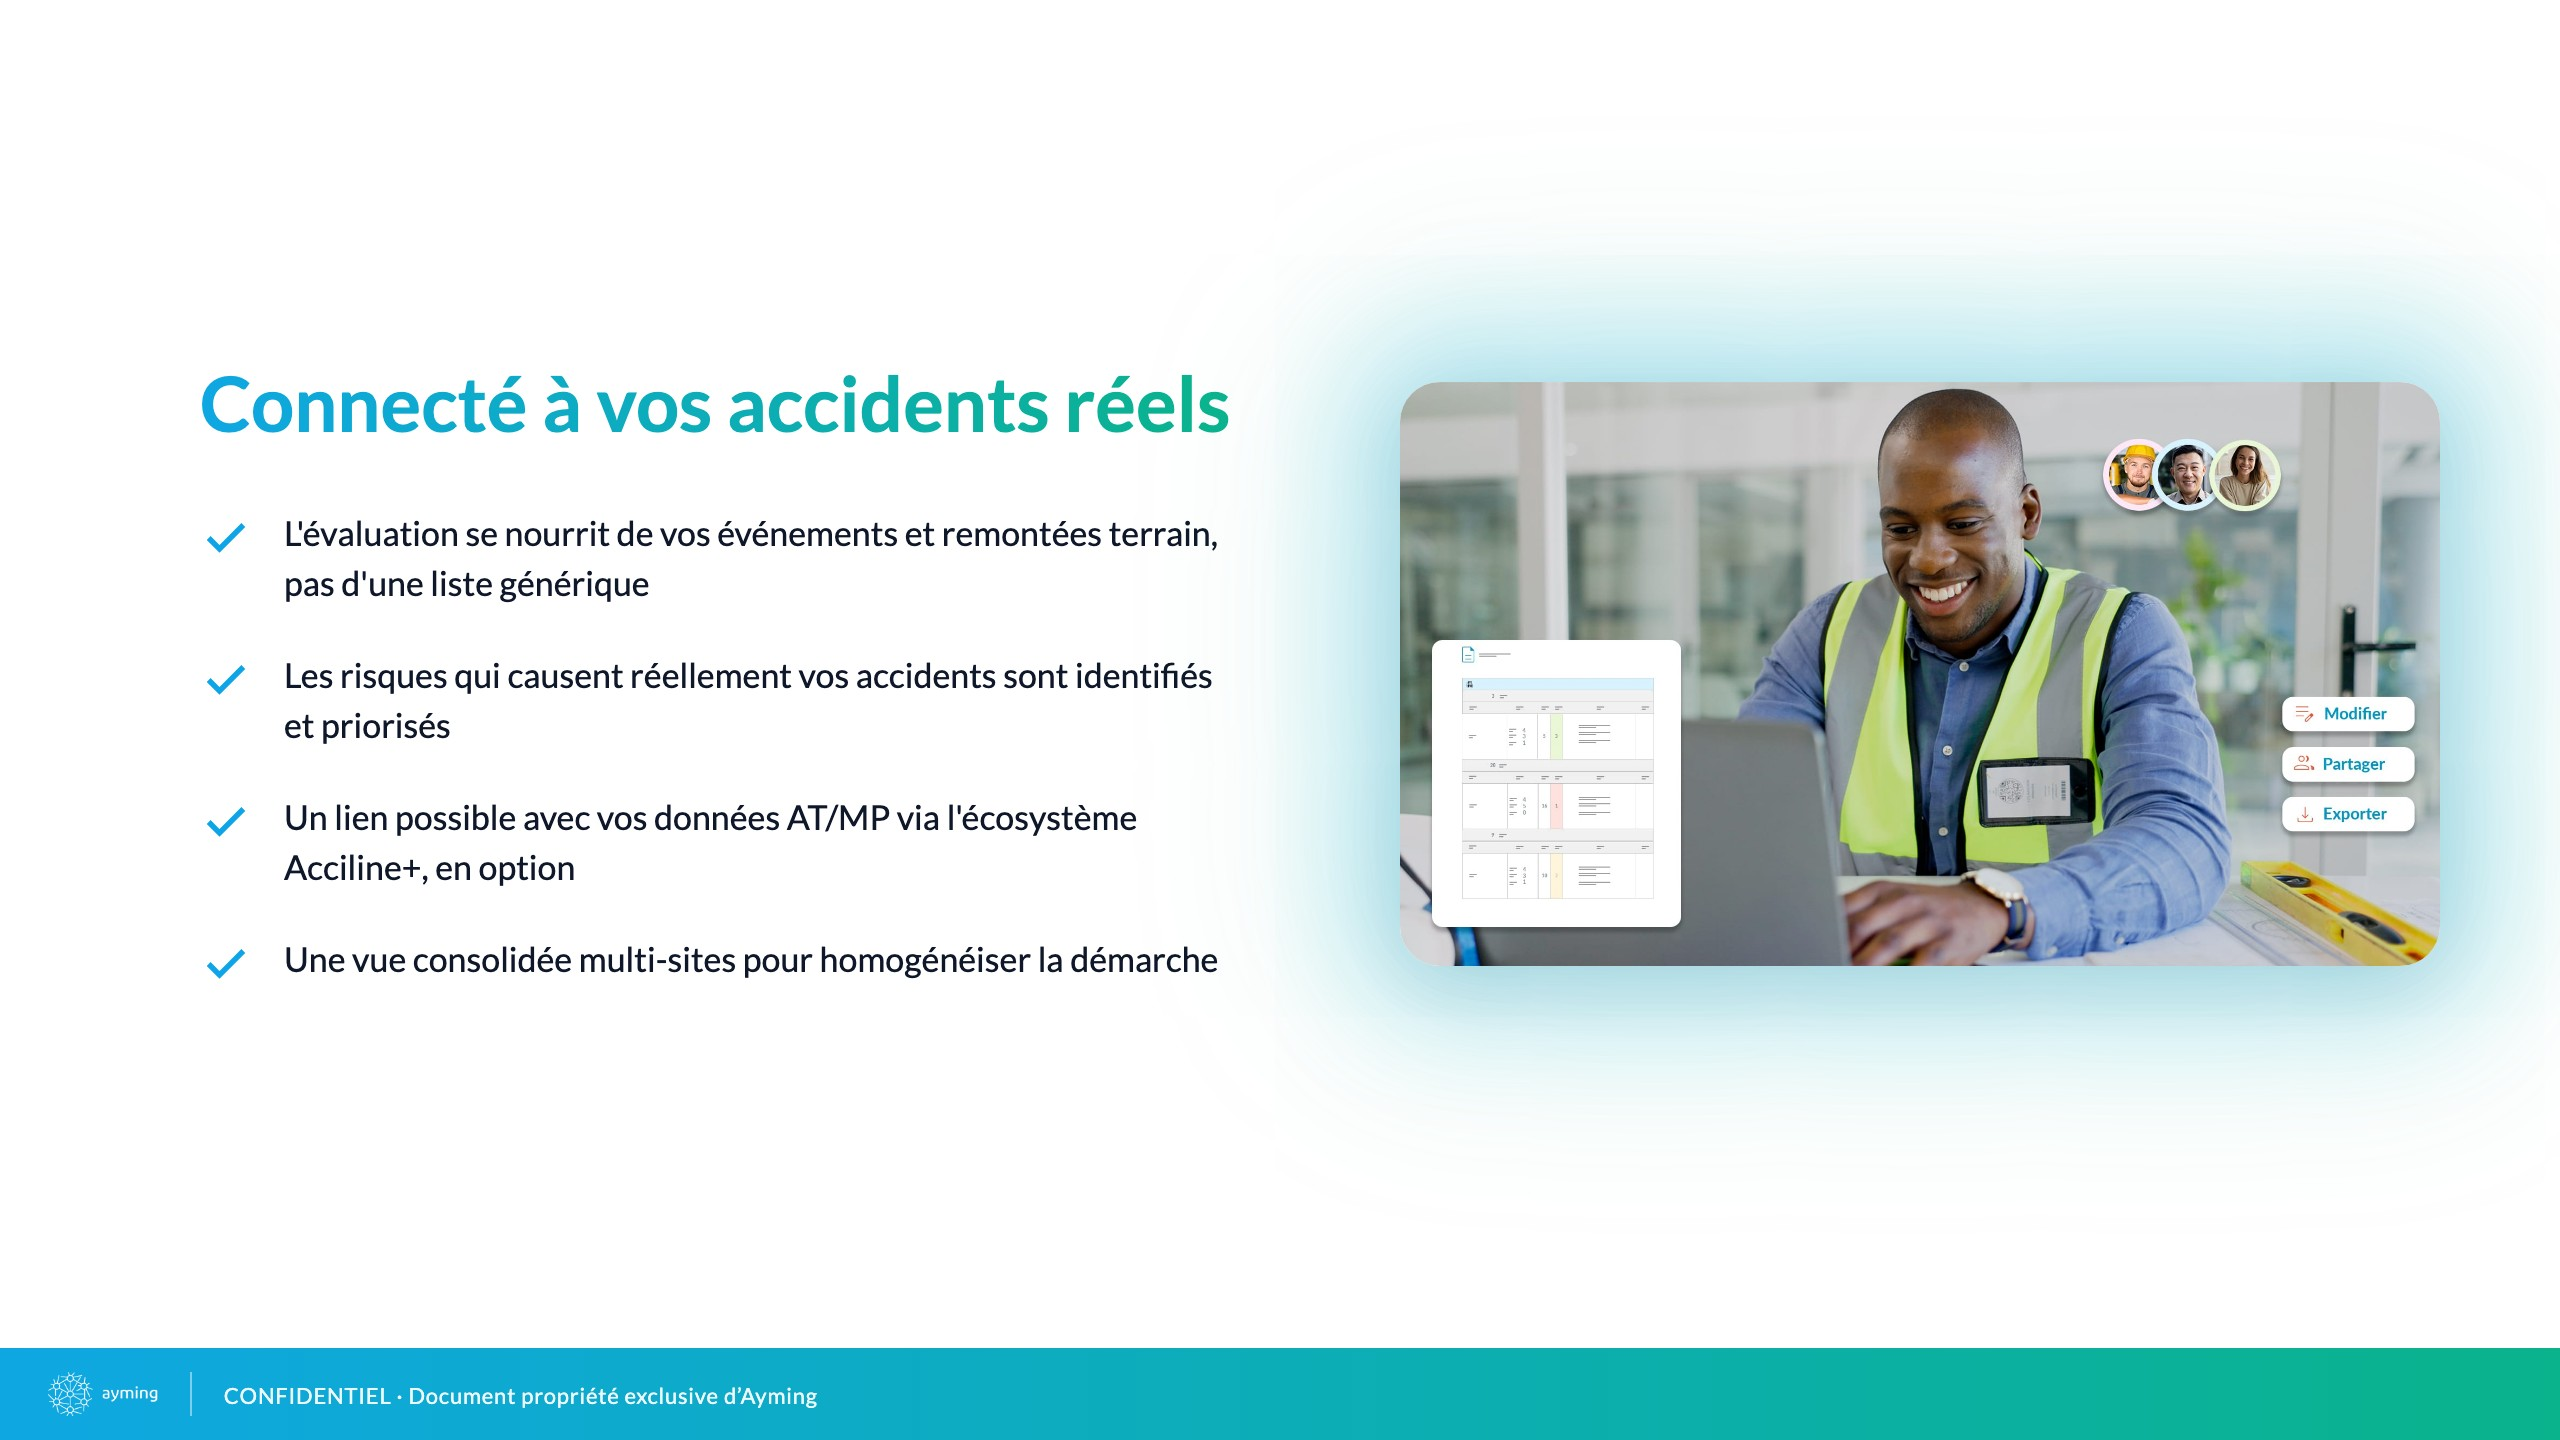 Connecté à vos accidents réels
L'évaluation se nourrit de vos événements et remontées terrain,
pas d'une liste générique
Les risques qui causent réellement vos accidents sont identifiés
et priorisés
Un lien possible avec vos données AT/MP via l'écosystème
Acciline+, en option
Une vue consolidée multi-sites pour homogénéiser la démarche
Modifier
Partager
Exporter
ayming
CONFIDENTIEL · Document propriété exclusive d’Ayming